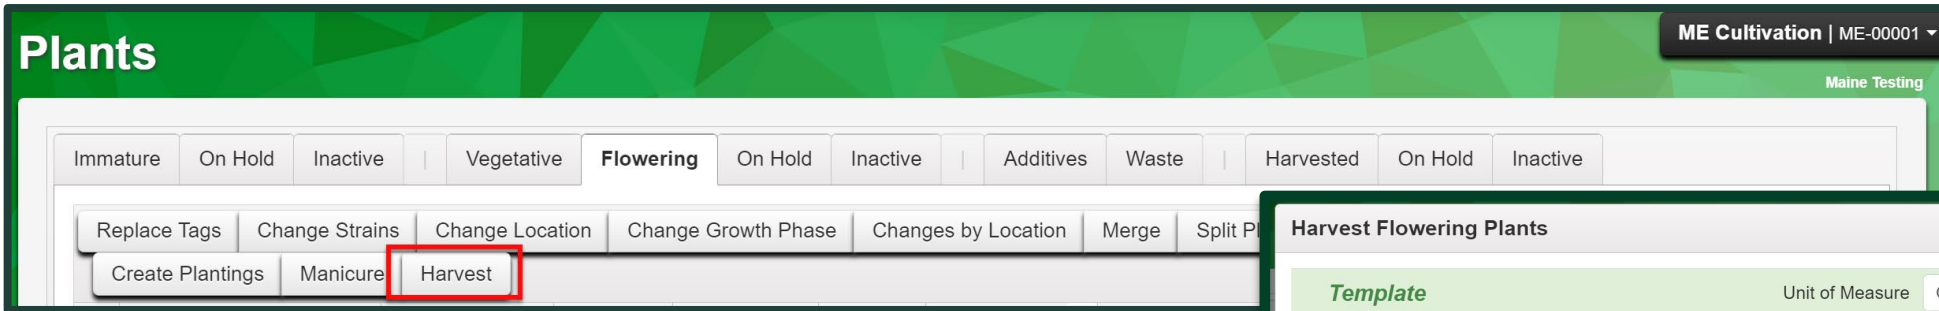 Plants
ME Cultivation | ME-00001
Maine Testing
Immature On Hold Inactive | Vegetative Flowering On Hold Inactive | Additives Waste | Harvested On Hold Inactive
Replace Tags Change Strains Change Location Change Growth Phase Changes by Location Merge Split Pl
Create Plantings Manicure Harvest
Harvest Flowering Plants
Template Unit of Measure